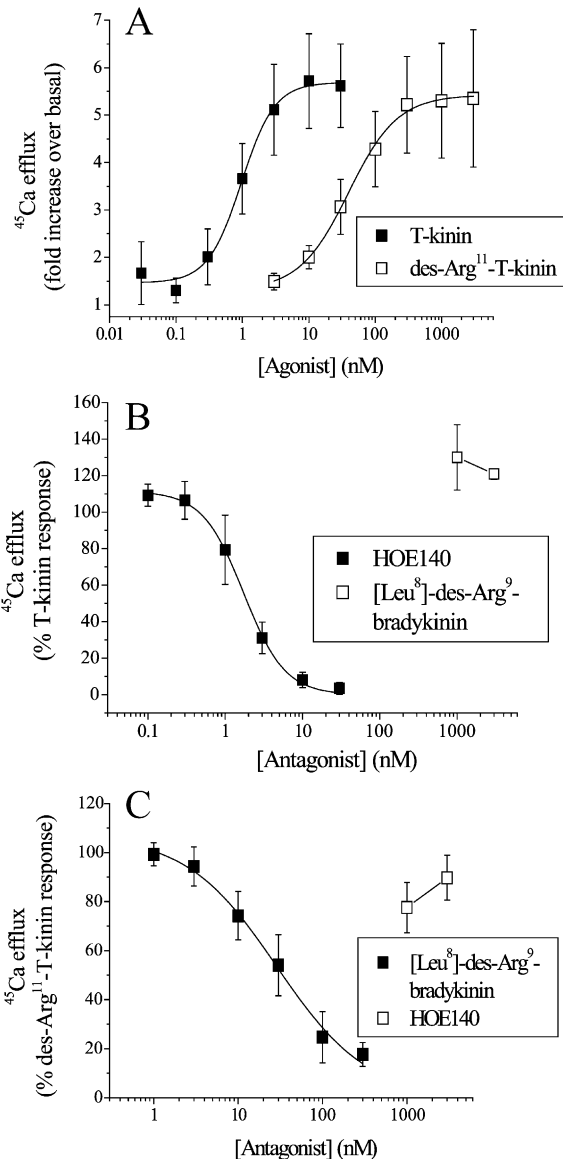 A
7
6
5
4
3
2
1
⁴⁵Ca efflux
(fold increase over basal)
T-kinin
des-Arg¹¹-T-kinin
0.01 0.1 1 10 100 1000
[Agonist] (nM)
B
160
140
120
100
80
60
40
20
0
⁴⁵Ca efflux
(% T-kinin response)
HOE140
[Leu⁸]-des-Arg⁹-
bradykinin
0.1 1 10 100 1000
[Antagonist] (nM)
C
120
100
80
60
40
20
0
⁴⁵Ca efflux
(% des-Arg¹¹-T-kinin response)
[Leu⁸]-des-Arg⁹-
bradykinin
HOE140
1 10 100 1000
[Antagonist] (nM)